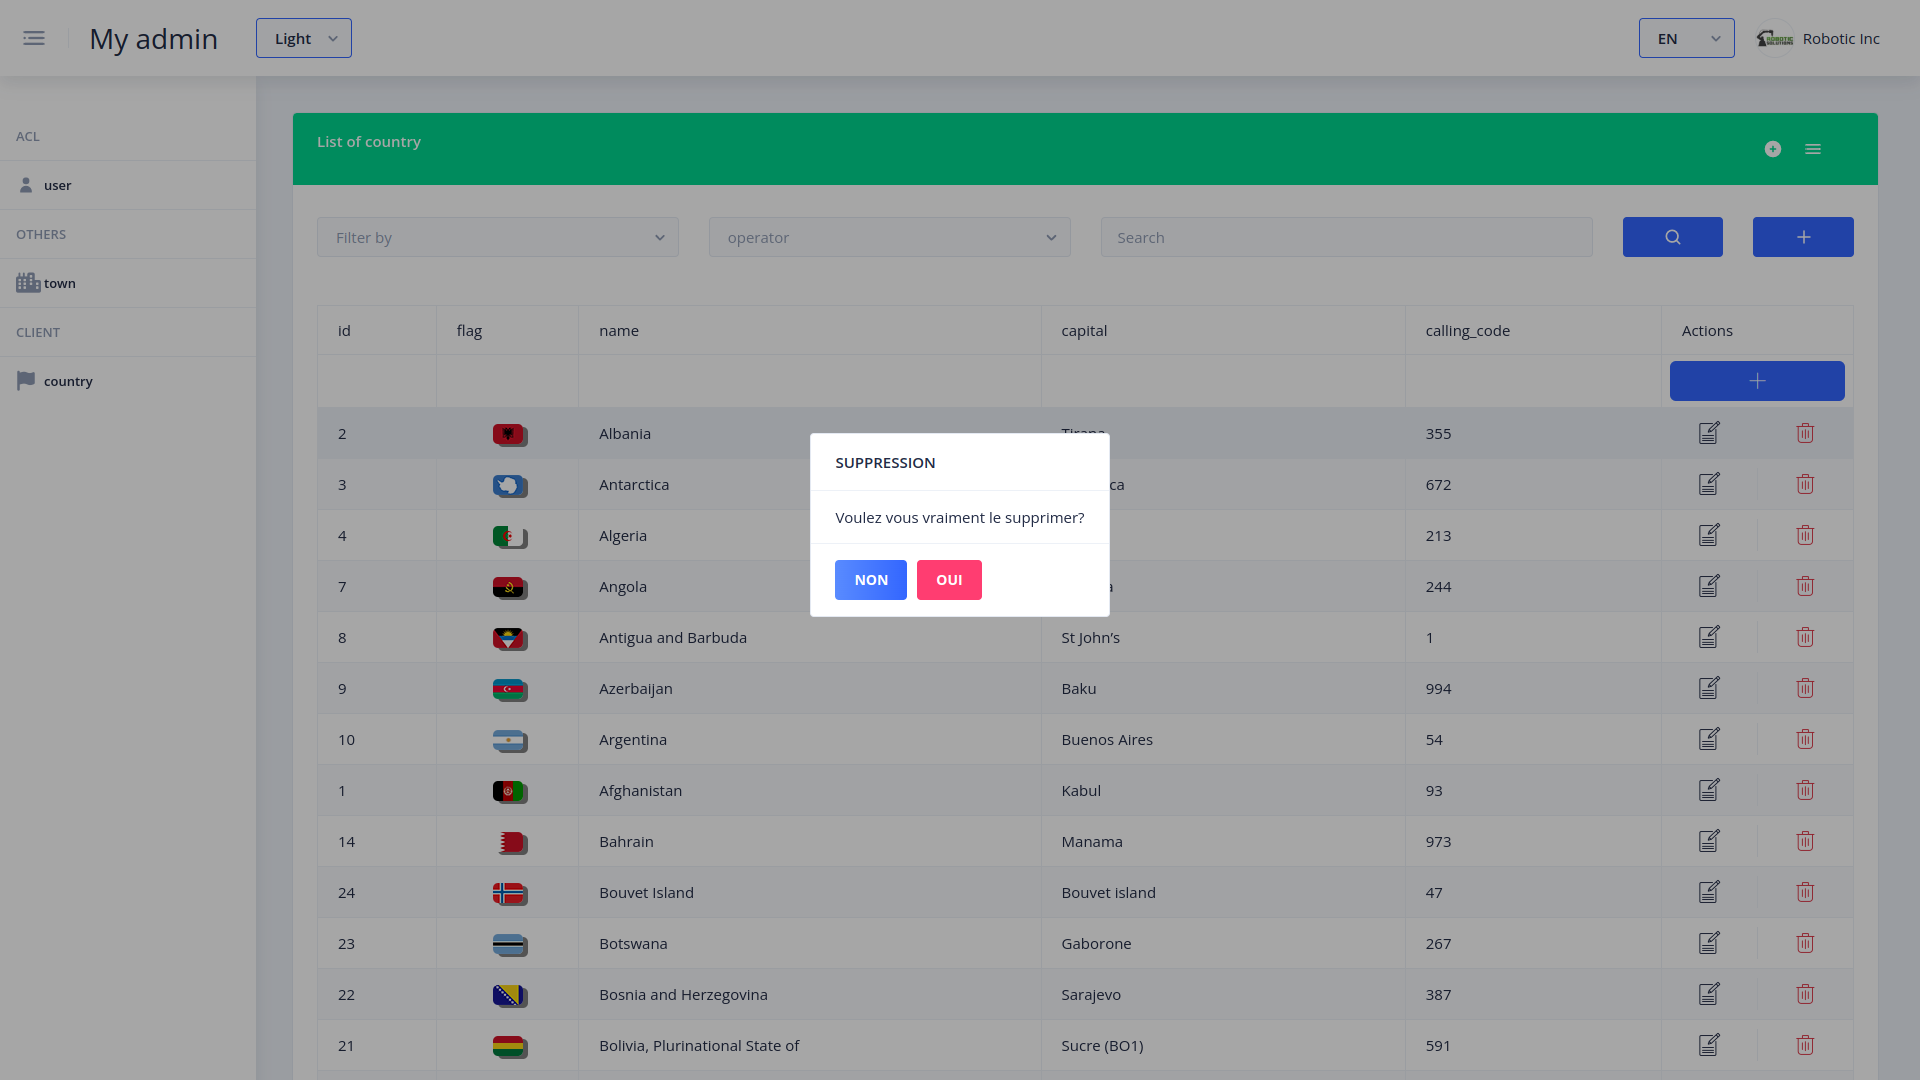 My admin
Light
EN
Robotic Inc
ACL
user
OTHERS
town
CLIENT
country
List of country
Filter by
operator
Search
id flag name capital calling_code Actions
2 Albania Tirana 355
3 Antarctica ca 672
4 Algeria 213
7 Angola a 244
8 Antigua and Barbuda St John’s 1
9 Azerbaijan Baku 994
10 Argentina Buenos Aires 54
1 Afghanistan Kabul 93
14 Bahrain Manama 973
24 Bouvet Island Bouvet island 47
23 Botswana Gaborone 267
22 Bosnia and Herzegovina Sarajevo 387
21 Bolivia, Plurinational State of Sucre (BO1) 591
SUPPRESSION
Voulez vous vraiment le supprimer?
NON OUI